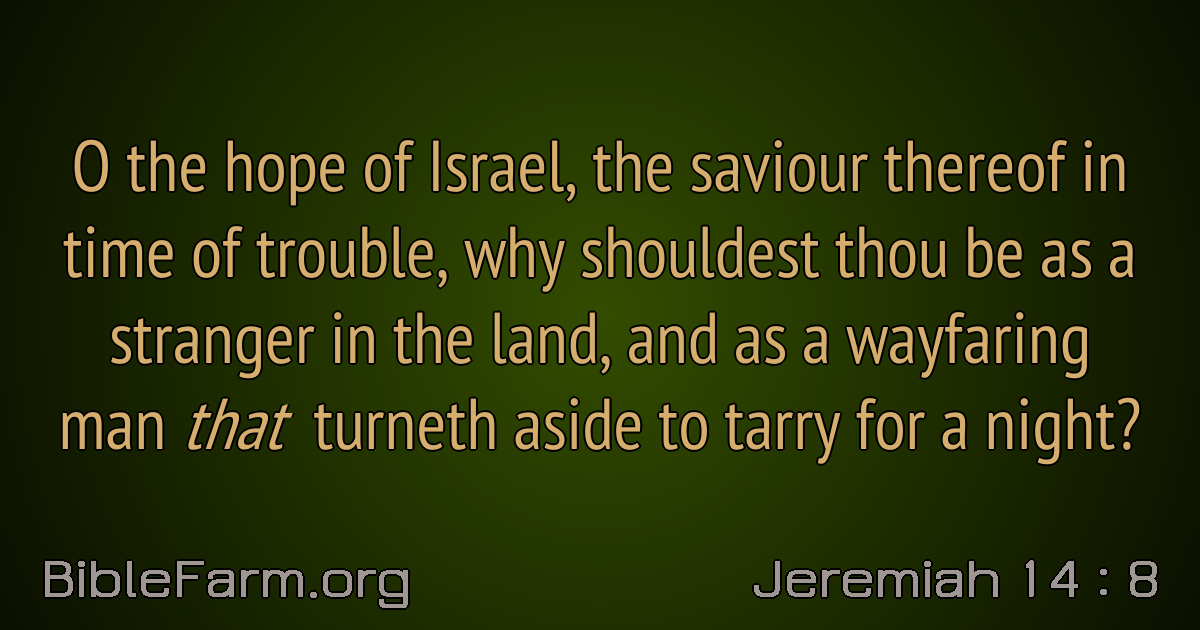 O the hope of Israel, the saviour thereof in
time of trouble, why shouldest thou be as a
stranger in the land, and as a wayfaring
man that turneth aside to tarry for a night?
BibleFarm.org
Jeremiah 14 : 8